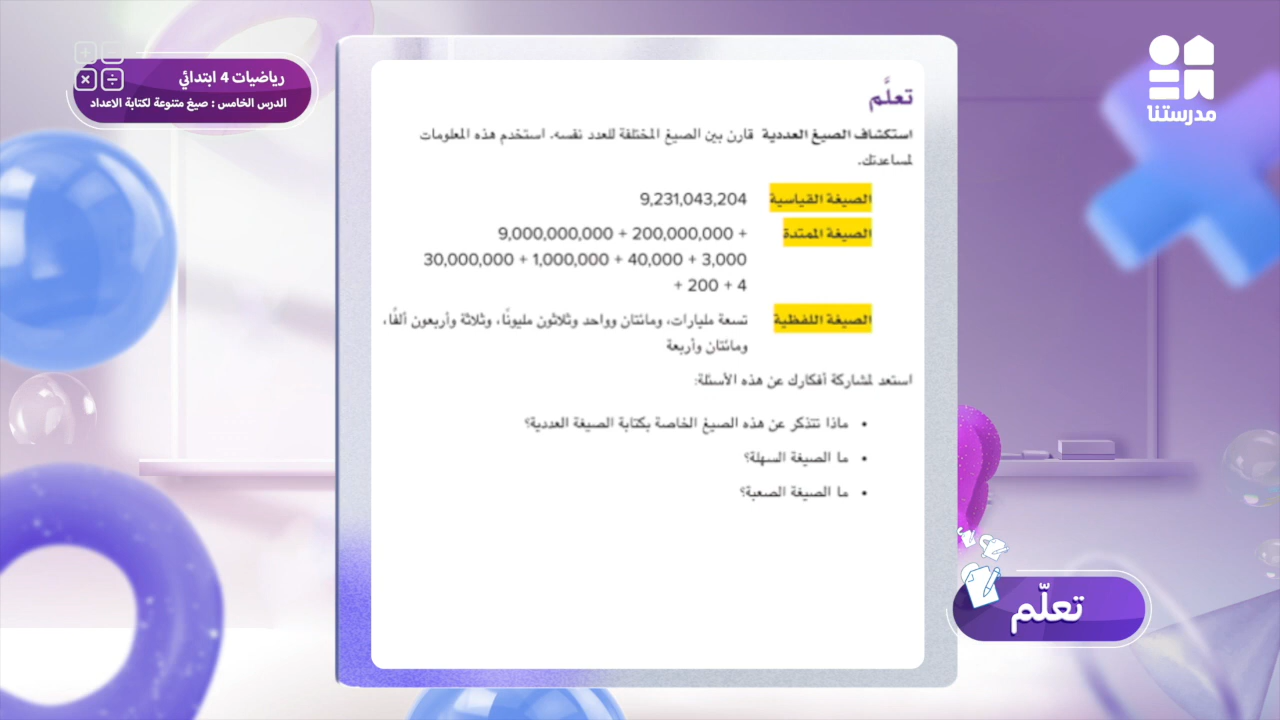 رياضيات 4 ابتدائي
الدرس الخامس : صيغ متنوعة لكتابة الاعداد
مدرستنا
تعلَّم
استكشاف الصيغ العددية قارن بين الصيغ المختلفة للعدد نفسه. استخدم هذه المعلومات
لمساعدتك.
الصيغة القياسية 9,231,043,204
الصيغة الممتدة 9,000,000,000 + 200,000,000 +
30,000,000 + 1,000,000 + 40,000 + 3,000
+ 200 + 4
الصيغة اللفظية تسعة مليارات، ومائتان وواحد وثلاثون مليونًا، وثلاثة وأربعون ألفًا،
ومائتان وأربعة
استعد لمشاركة أفكارك عن هذه الأسئلة:
• ماذا تتذكر عن هذه الصيغ الخاصة بكتابة الصيغة العددية؟
• ما الصيغة السهلة؟
• ما الصيغة الصعبة؟
تعلّم